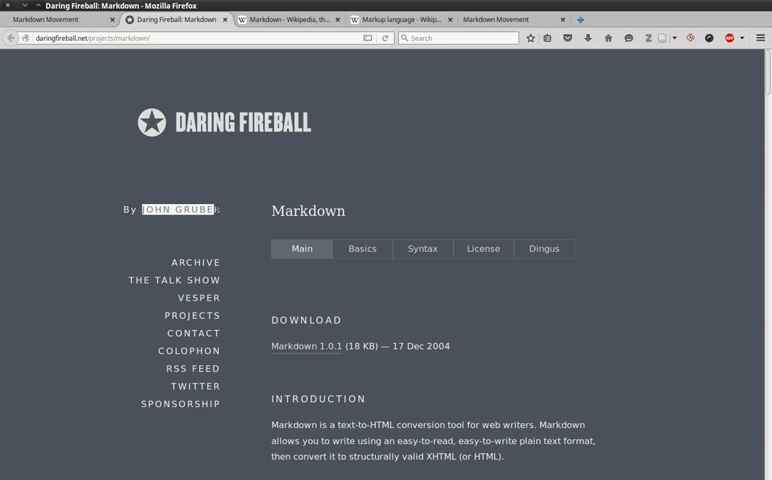 Daring Fireball: Markdown - Mozilla Firefox
Markdown Movement
Daring Fireball: Markdown
Markdown - Wikipedia, th...
Markup language - Wikip...
Markdown Movement
daringfireball.net/projects/markdown/
Search
ABP
DARING FIREBALL
By JOHN GRUBER
Markdown
Main
Basics
Syntax
License
Dingus
ARCHIVE
THE TALK SHOW
VESPER
PROJECTS
CONTACT
COLOPHON
RSS FEED
TWITTER
SPONSORSHIP
DOWNLOAD
Markdown 1.0.1 (18 KB) — 17 Dec 2004
INTRODUCTION
Markdown is a text-to-HTML conversion tool for web writers. Markdown
allows you to write using an easy-to-read, easy-to-write plain text format,
then convert it to structurally valid XHTML (or HTML).